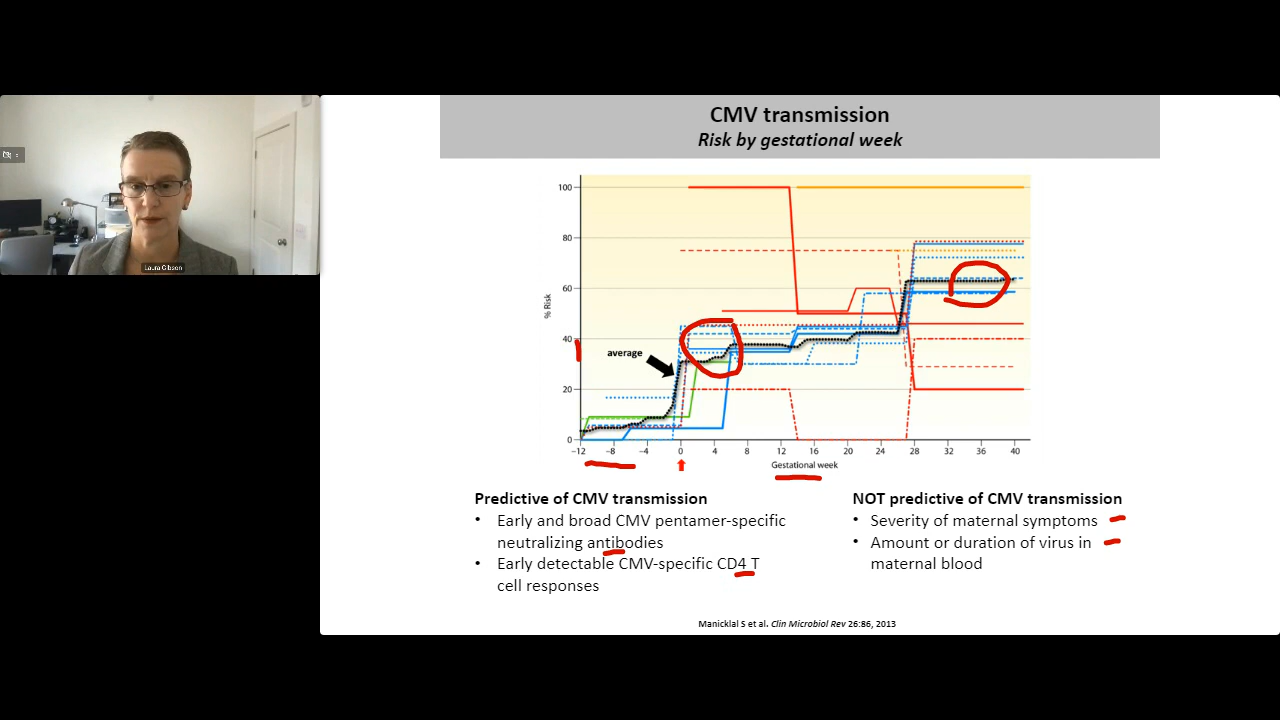 CMV transmission
Risk by gestational week
Laura Gibson
100
80
60
40
20
0
% Risk
average
−12 −8 −4 0 4 8 12 16 20 24 28 32 36 40
Gestational week
Predictive of CMV transmission
• Early and broad CMV pentamer-specific
neutralizing antibodies
• Early detectable CMV-specific CD4 T
cell responses
NOT predictive of CMV transmission
• Severity of maternal symptoms
• Amount or duration of virus in
maternal blood
Manicklal S et al. Clin Microbiol Rev 26:86, 2013